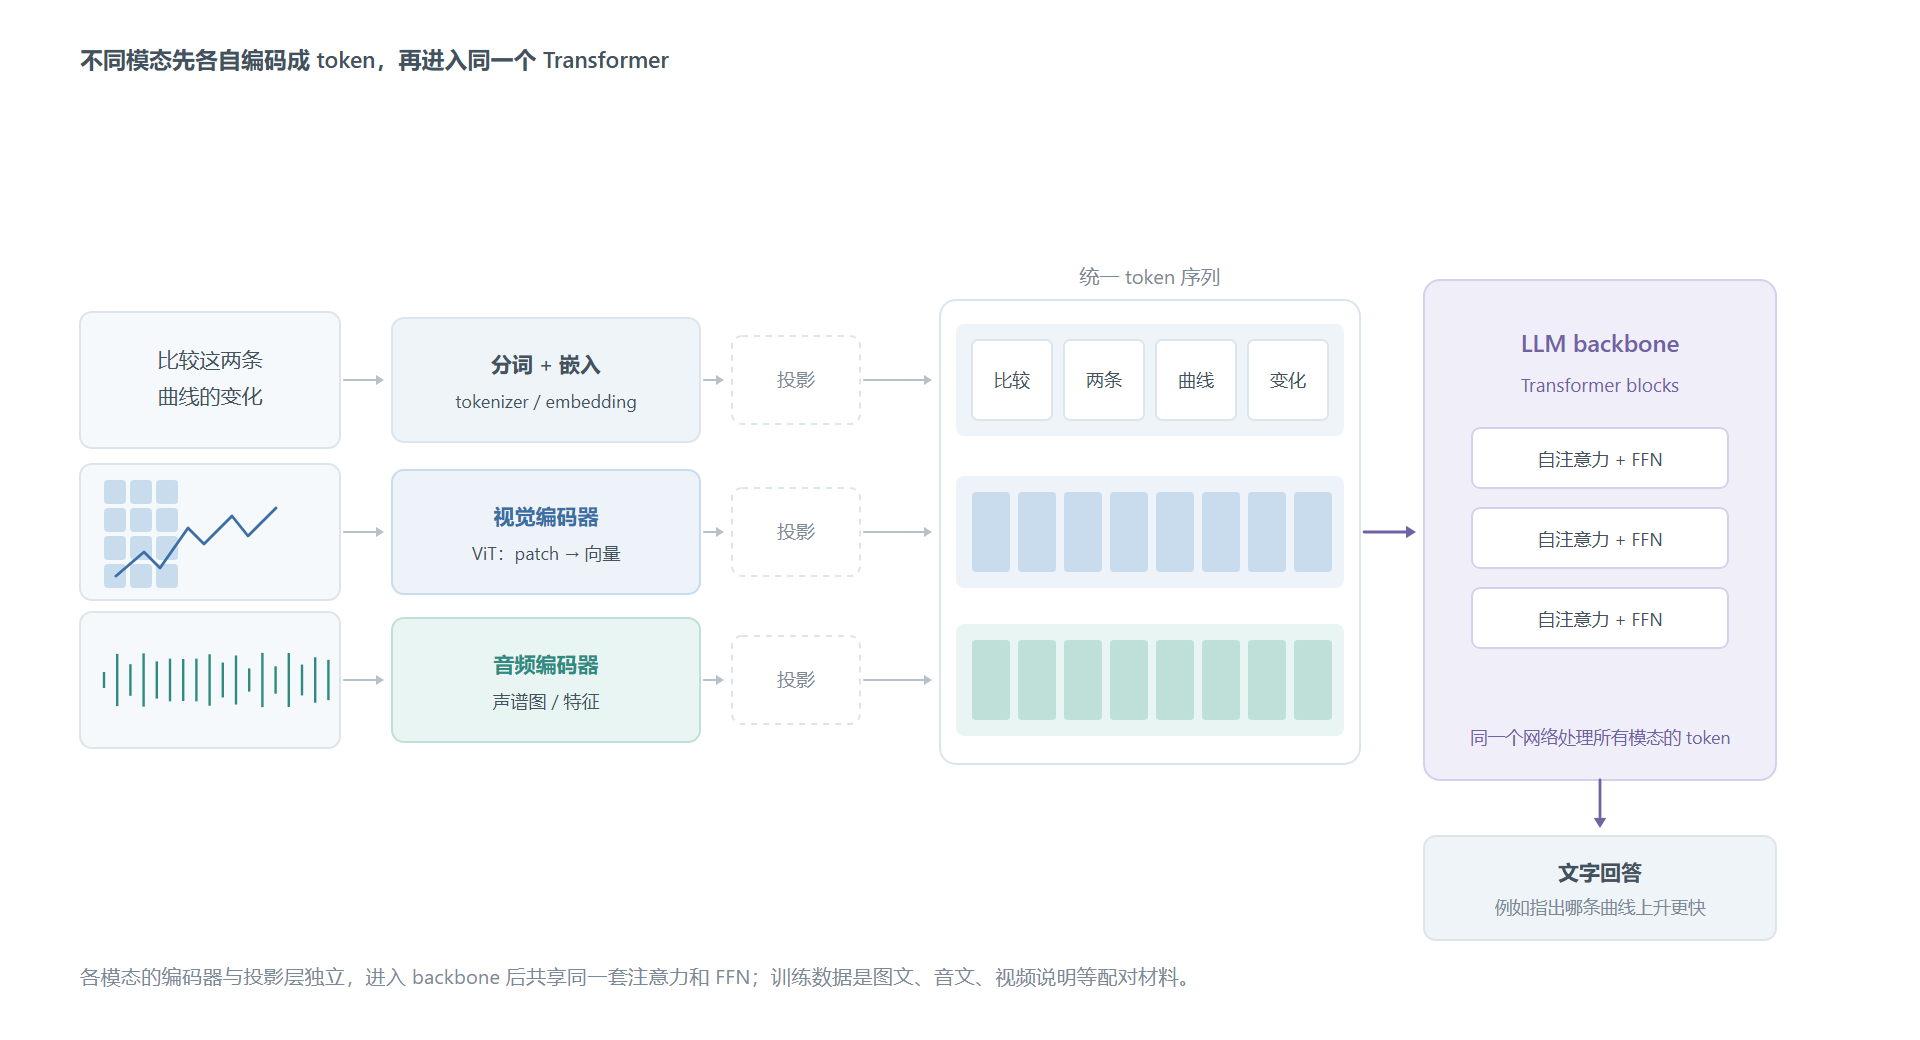 不同模态先各自编码成 token，再进入同一个 Transformer
统一 token 序列
比较这两条
曲线的变化
分词 + 嵌入
tokenizer / embedding
投影
比较
两条
曲线
变化
视觉编码器
ViT：patch → 向量
投影
音频编码器
声谱图 / 特征
投影
LLM backbone
Transformer blocks
自注意力 + FFN
自注意力 + FFN
自注意力 + FFN
同一个网络处理所有模态的 token
文字回答
例如指出哪条曲线上升更快
各模态的编码器与投影层独立，进入 backbone 后共享同一套注意力和 FFN；训练数据是图文、音文、视频说明等配对材料。